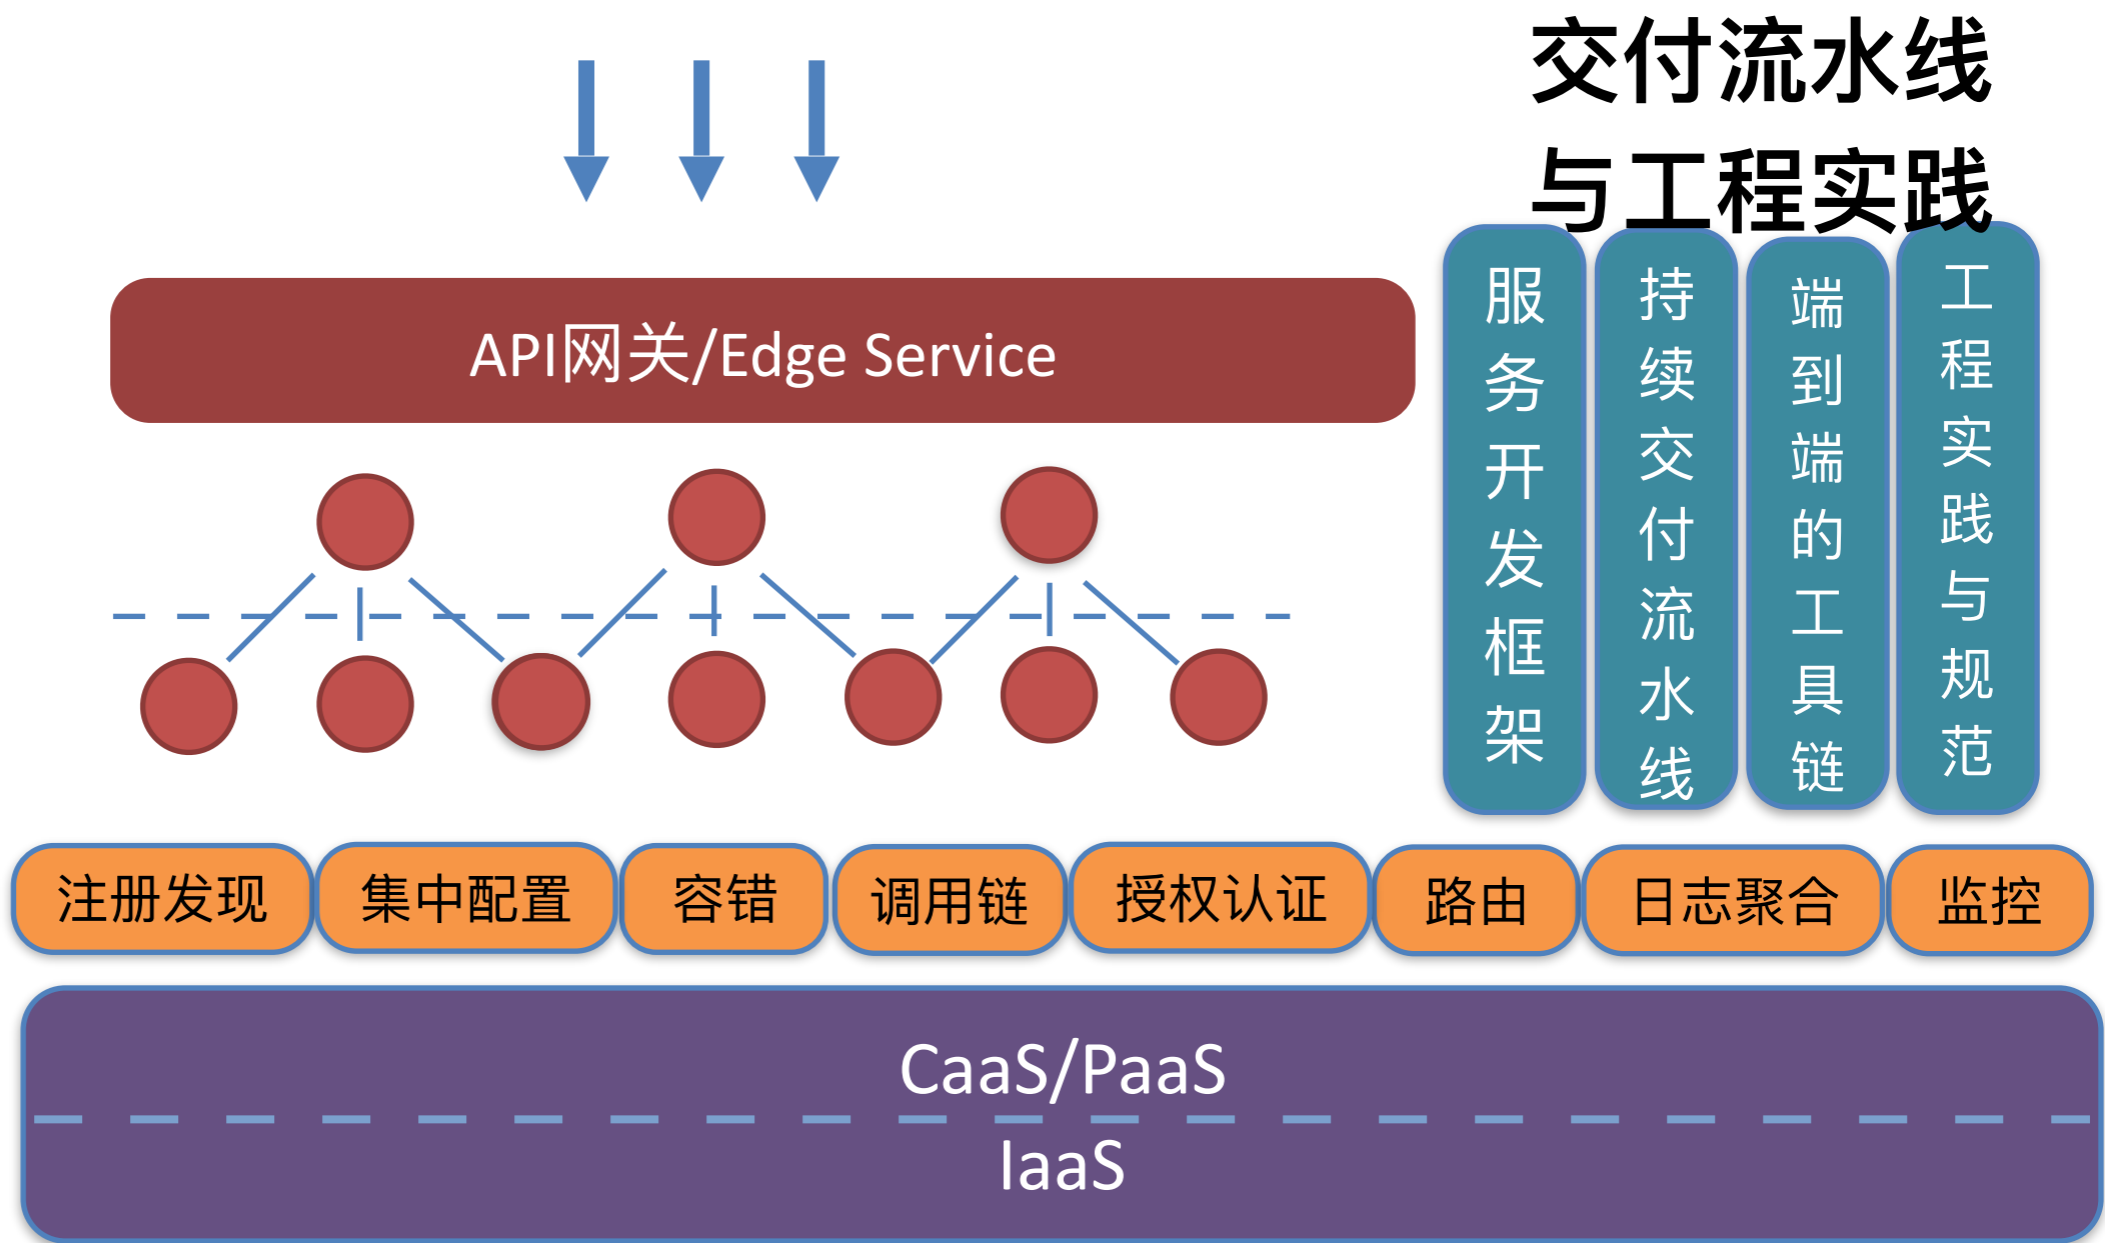 交付流水线
与工程实践
API网关/Edge Service
服务开发框架
持续交付流水线
端到端的工具链
工程实践与规范
注册发现
集中配置
容错
调用链
授权认证
路由
日志聚合
监控
CaaS/PaaS
IaaS